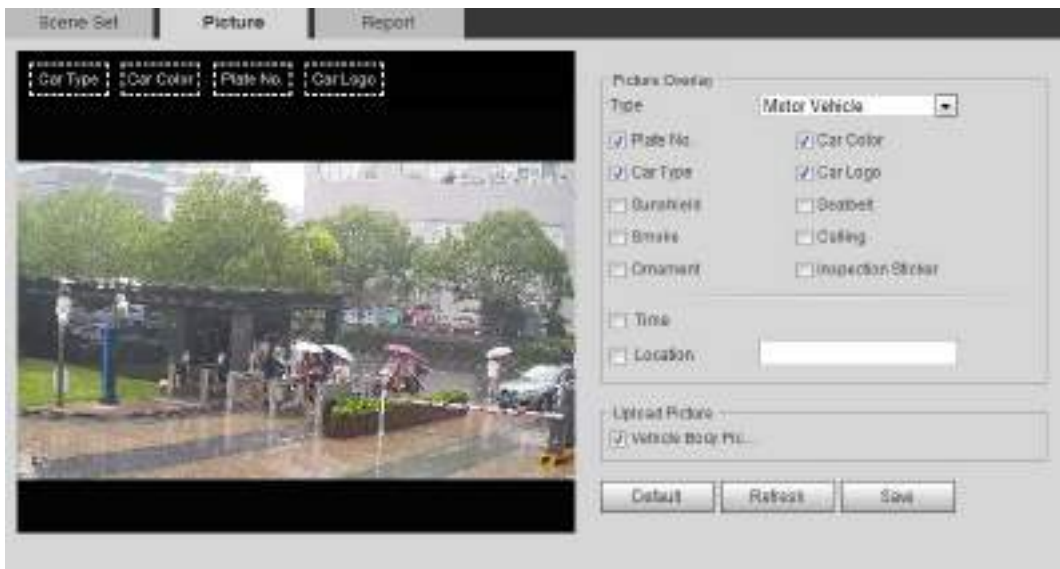 Scene Set Picture Report
Car Type Car Color Plate No. Car Logo
Picture Overlay
Type Motor Vehicle
Plate No. Car Color
Car Type Car Logo
Sunshield Seatbelt
Smoke Calling
Ornament Inspection Sticker
Time
Location
Upload Picture
Vehicle Body Pic...
Default Refresh Save